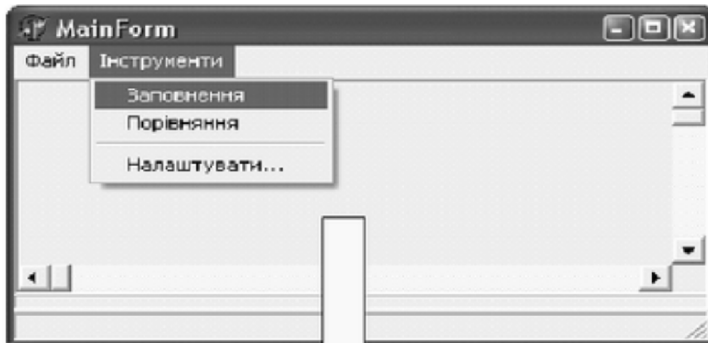 MainForm
Файл Інструменти
Заповнення
Порівняння
Налаштувати...